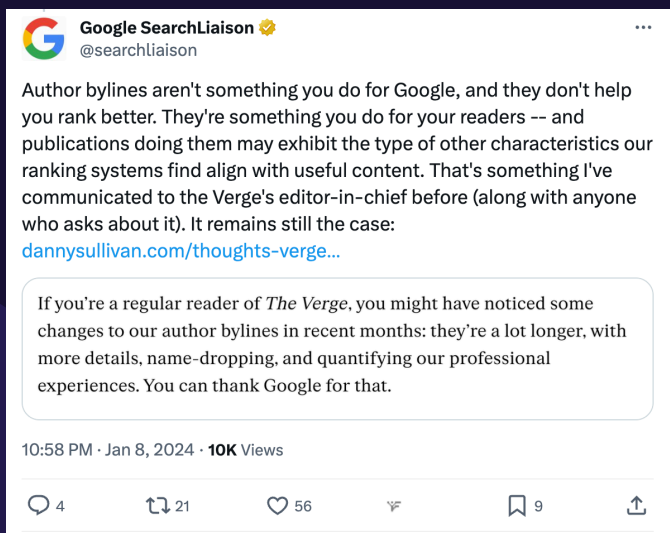 Google SearchLiaison
@searchliaison
Author bylines aren't something you do for Google, and they don't help
you rank better. They're something you do for your readers -- and
publications doing them may exhibit the type of other characteristics our
ranking systems find align with useful content. That's something I've
communicated to the Verge's editor-in-chief before (along with anyone
who asks about it). It remains still the case:
dannysullivan.com/thoughts-verge...
If you're a regular reader of The Verge, you might have noticed some
changes to our author bylines in recent months: they're a lot longer, with
more details, name-dropping, and quantifying our professional
experiences. You can thank Google for that.
10:58 PM · Jan 8, 2024 · 10K Views
4 21 56 9